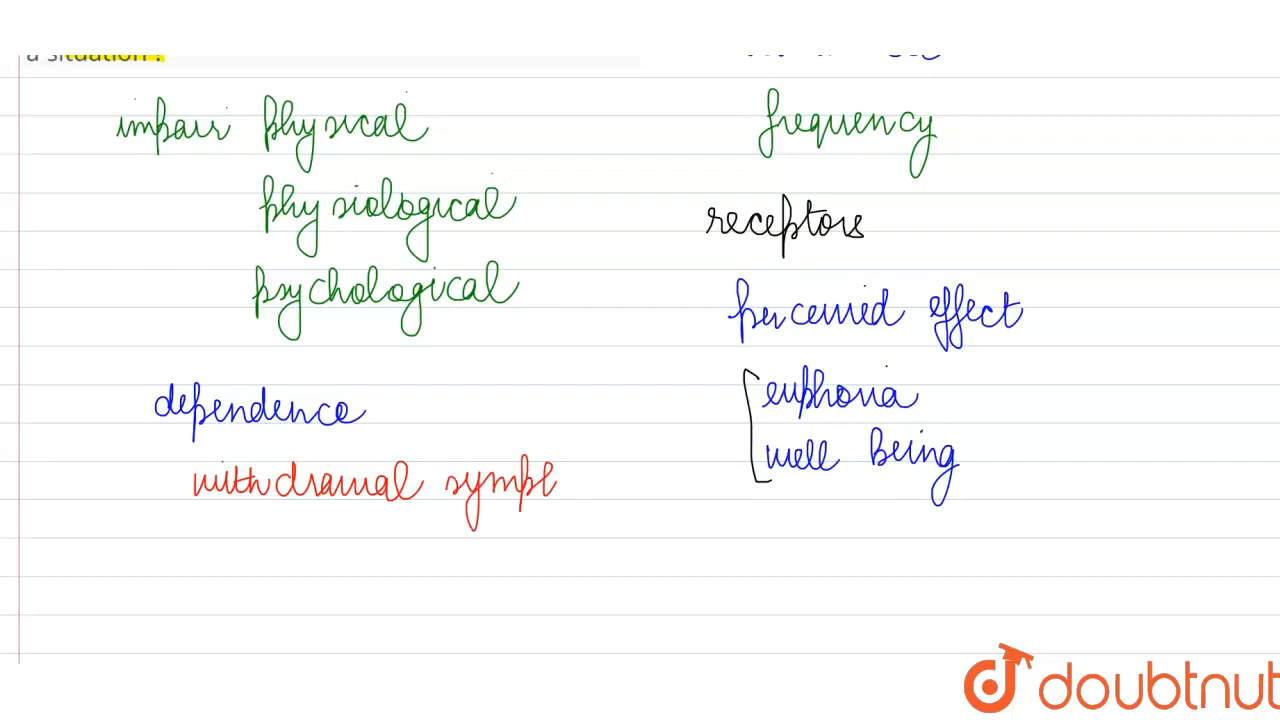 a situation ?
impair physical
physiological
psychological
dependence
withdrawal sympt
frequency
receptors
perceived effect
euphoria
well being
doubtnut